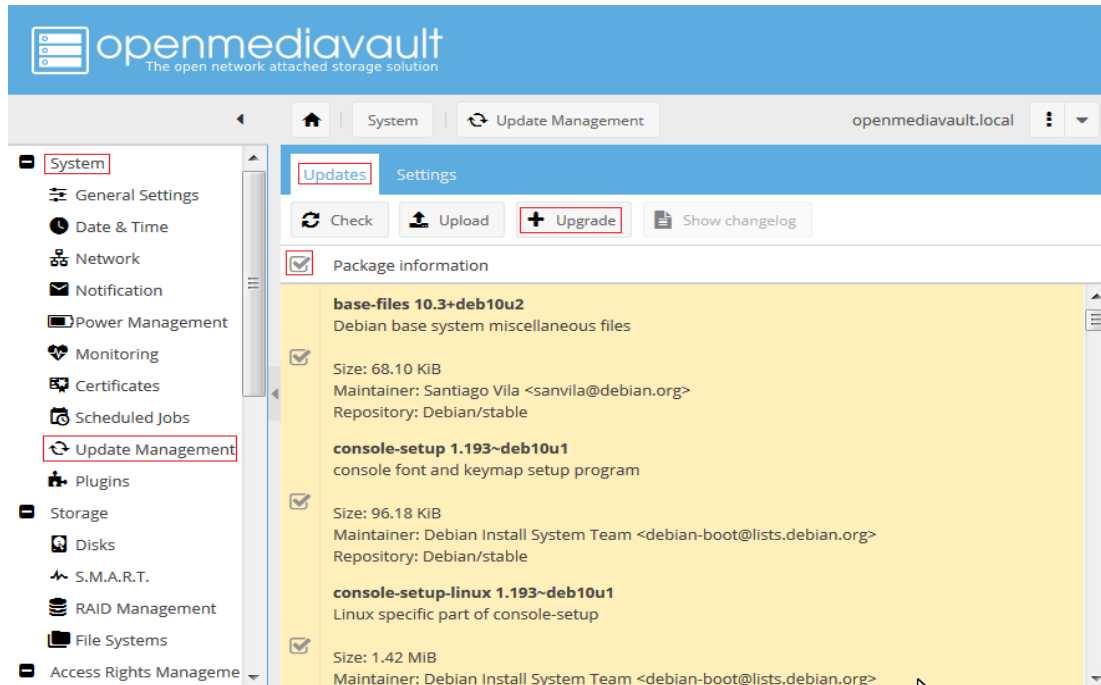 openmediavault
The open network attached storage solution
System
Update Management
openmediavault.local
System
General Settings
Date & Time
Network
Notification
Power Management
Monitoring
Certificates
Scheduled Jobs
Update Management
Plugins
Storage
Disks
S.M.A.R.T.
RAID Management
File Systems
Access Rights Manageme
Updates Settings
Check Upload Upgrade Show changelog
Package information
base-files 10.3+deb10u2
Debian base system miscellaneous files
Size: 68.10 KiB
Maintainer: Santiago Vila <sanvila@debian.org>
Repository: Debian/stable
console-setup 1.193~deb10u1
console font and keymap setup program
Size: 96.18 KiB
Maintainer: Debian Install System Team <debian-boot@lists.debian.org>
Repository: Debian/stable
console-setup-linux 1.193~deb10u1
Linux specific part of console-setup
Size: 1.42 MiB
Maintainer: Debian Install System Team <debian-boot@lists.debian.org>